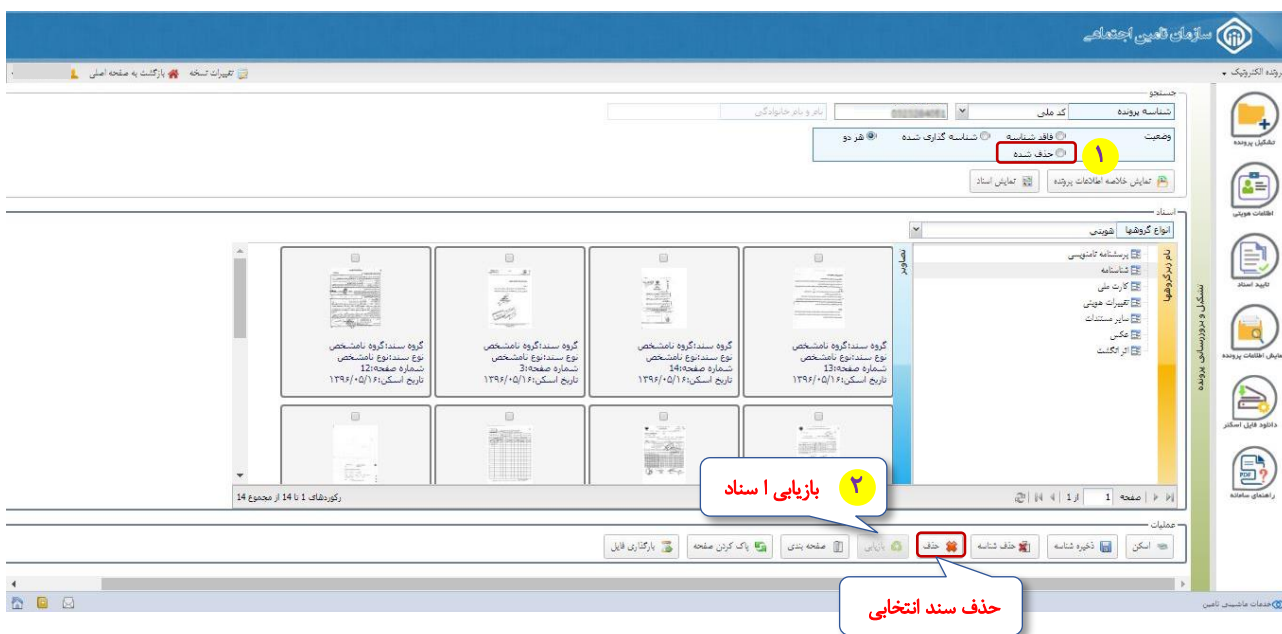 سازمان تامین اجتماعی
پرونده الکترونیک
تغییرات نسخه
بازگشت به صفحه اصلی
تشکیل پرونده
اطلاعات هویتی
تایید اسناد
نمایش اطلاعات پرونده
دانلود فایل اسکنر
راهنمای سامانه
تشکیل و بروزرسانی پرونده
جستجو
شناسه پرونده کد ملی نام و نام خانوادگی
وضعیت فاقد شناسه شناسه گذاری شده هر دو
حذف شده ۱
نمایش خلاصه اطلاعات پرونده نمایش اسناد
اسناد
انواع گروهها هویتی
نام زیرگروهها
پرسشنامه نامنویسی
شناسنامه
کارت ملی
تغییرات هویتی
سایر مستندات
عکس
اثر انگشت
تصاویر
گروه سند:گروه نامشخص
نوع سند:نوع نامشخص
شماره صفحه:13
تاریخ اسکن:۱۳۹۶/۰۵/۱۶
گروه سند:گروه نامشخص
نوع سند:نوع نامشخص
شماره صفحه:14
تاریخ اسکن:۱۳۹۶/۰۵/۱۶
گروه سند:گروه نامشخص
نوع سند:نوع نامشخص
شماره صفحه:3
تاریخ اسکن:۱۳۹۶/۰۵/۱۶
گروه سند:گروه نامشخص
نوع سند:نوع نامشخص
شماره صفحه:12
تاریخ اسکن:۱۳۹۶/۰۵/۱۶
صفحه 1 از 1
رکوردهای 1 تا 14 از مجموع 14
۲ بازیابی ا سناد
عملیات
اسکن ذخیره شناسه حذف شناسه حذف بازیابی صفحه بندی پاک کردن صفحه بارگذاری فایل
حذف سند انتخابی
خدمات ماشینی تامین